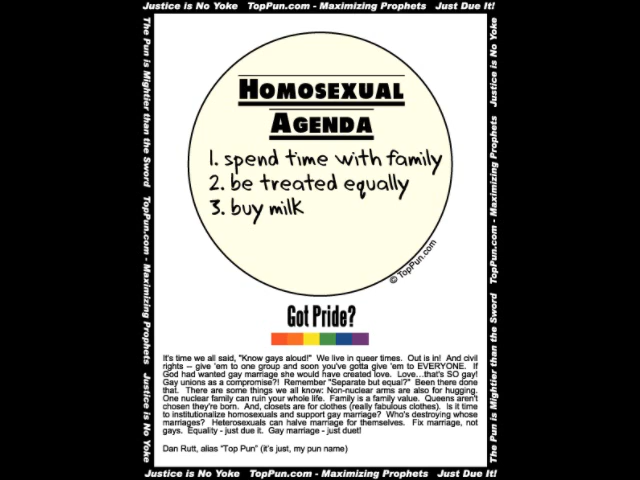 Justice is No Yoke TopPun.com - Maximizing Prophets Just Due It!
The Pun is Mightier than the Sword TopPun.com - Maximizing Prophets Justice is No Yoke
HOMOSEXUAL
AGENDA
1. spend time with family
2. be treated equally
3. buy milk
© TopPun.com
Got Pride?
It's time we all said, "Know gays aloud!" We live in queer times. Out is in! And civil
rights -- give 'em to one group and soon you've gotta give 'em to EVERYONE. If
God had wanted gay marriage she would have created love. Love...that's SO gay!
Gay unions as a compromise?! Remember "Separate but equal?" Been there done
that. There are some things we all know: Non-nuclear arms are also for hugging.
One nuclear family can ruin your whole life. Family is a family value. Queens aren't
chosen they're born. And, closets are for clothes (really fabulous clothes). Is it time
to institutionalize homosexuals and support gay marriage? Who's destroying whose
marriages? Heterosexuals can halve marriage for themselves. Fix marriage, not
gays. Equality - just due it. Gay marriage - just duet!
Dan Rutt, alias "Top Pun" (it's just, my pun name)
The Pun is Mightier than the Sword TopPun.com - Maximizing Prophets Justice is No Yoke
Justice is No Yoke TopPun.com - Maximizing Prophets Just Due It!